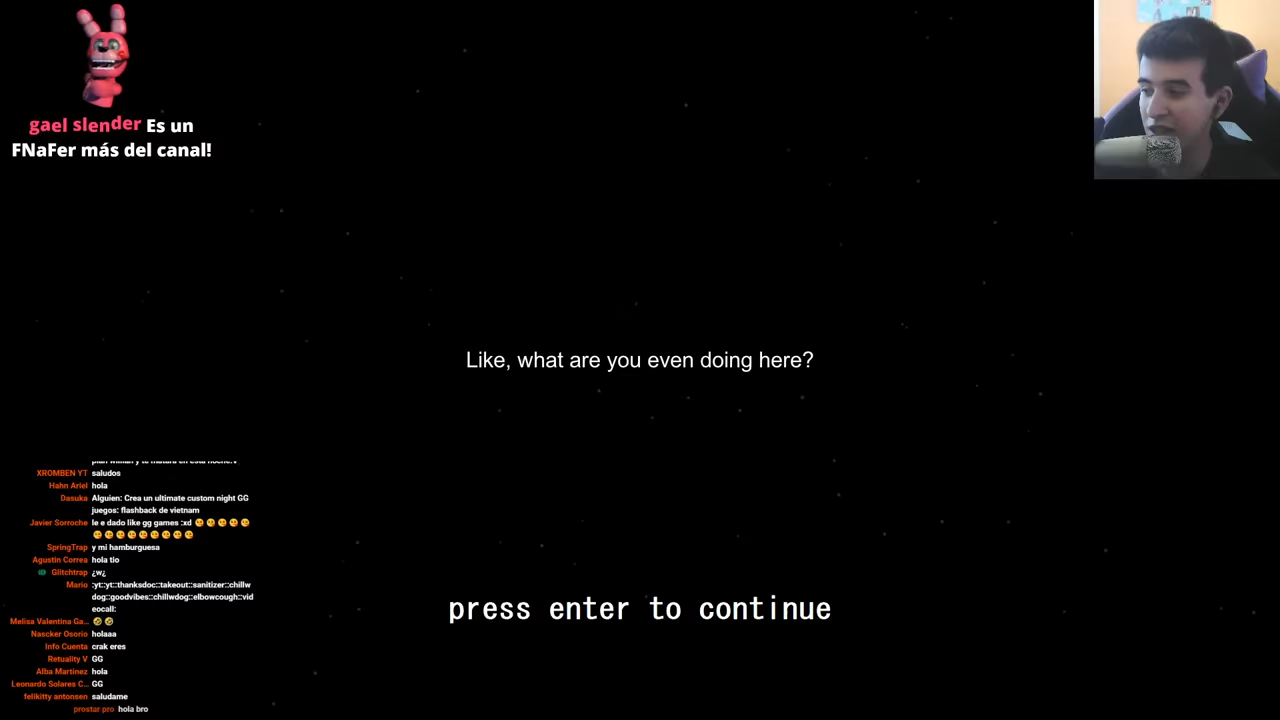 gael slender Es un
FNaFer más del canal!
Like, what are you even doing here?
press enter to continue
XROMBEN YT saludos
Hahn Ariel hola
Dasuka Alguien: Crea un ultimate custom night GG
juegos: flashback de vietnam
Javier Sorroche le e dado like gg games :xd 😘😘😘😘😘
😘😘😘😘😘😘😘😘😘
SpringTrap y mi hamburguesa
Agustin Correa hola tio
Glitchtrap ¿w¿
Mario :yt::yt::thanksdoc::takeout::sanitizer::chillw
dog::goodvibes::chillwdog::elbowcough::vid
eocall:
Melisa Valentina Ga... 🤣🤣
Nascker Osorio holaaa
Info Cuenta crak eres
Retuality V GG
Alba Martinez hola
Leonardo Solares C... GG
fellkitty antonsen saludame
prostar pro hola bro